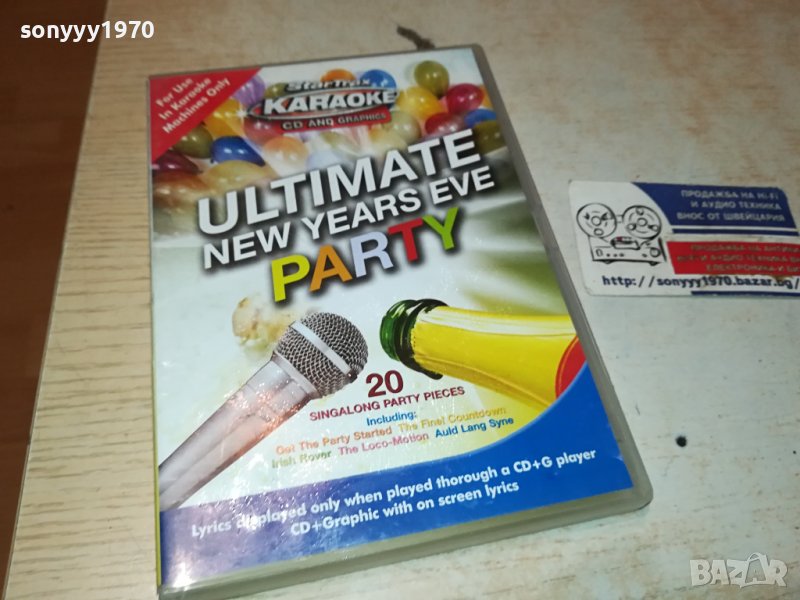 sonyyy1970
For Use
In Karaoke
Machines Only
StarTrax
KARAOKE
CD AND GRAPHICS
ULTIMATE
NEW YEARS EVE
PARTY
20
SINGALONG PARTY PIECES
Including:
Get The Party Started The Final Countdown
Irish Rover The Loco-Motion Auld Lang Syne
Lyrics displayed only when played thorough a CD+G player
CD+Graphic with on screen lyrics
ПРОДАЖБА НА Hi-Fi
И АУДИО ТЕХНИКА
ВНОС ОТ ШВЕЙЦАРИЯ
ПРОДАЖБА НА АНТИКИ
http://sonyyy1970.bazar.bg/
BAZAR